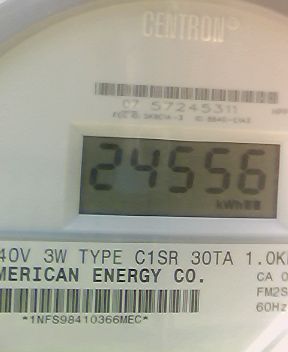 CENTRON®
07 57245311
24556
kWh
40V 3W TYPE C1SR 30TA 1.0K
MERICAN ENERGY CO.
CA 0
FM2S
60Hz
*1NFS98410366MEC*